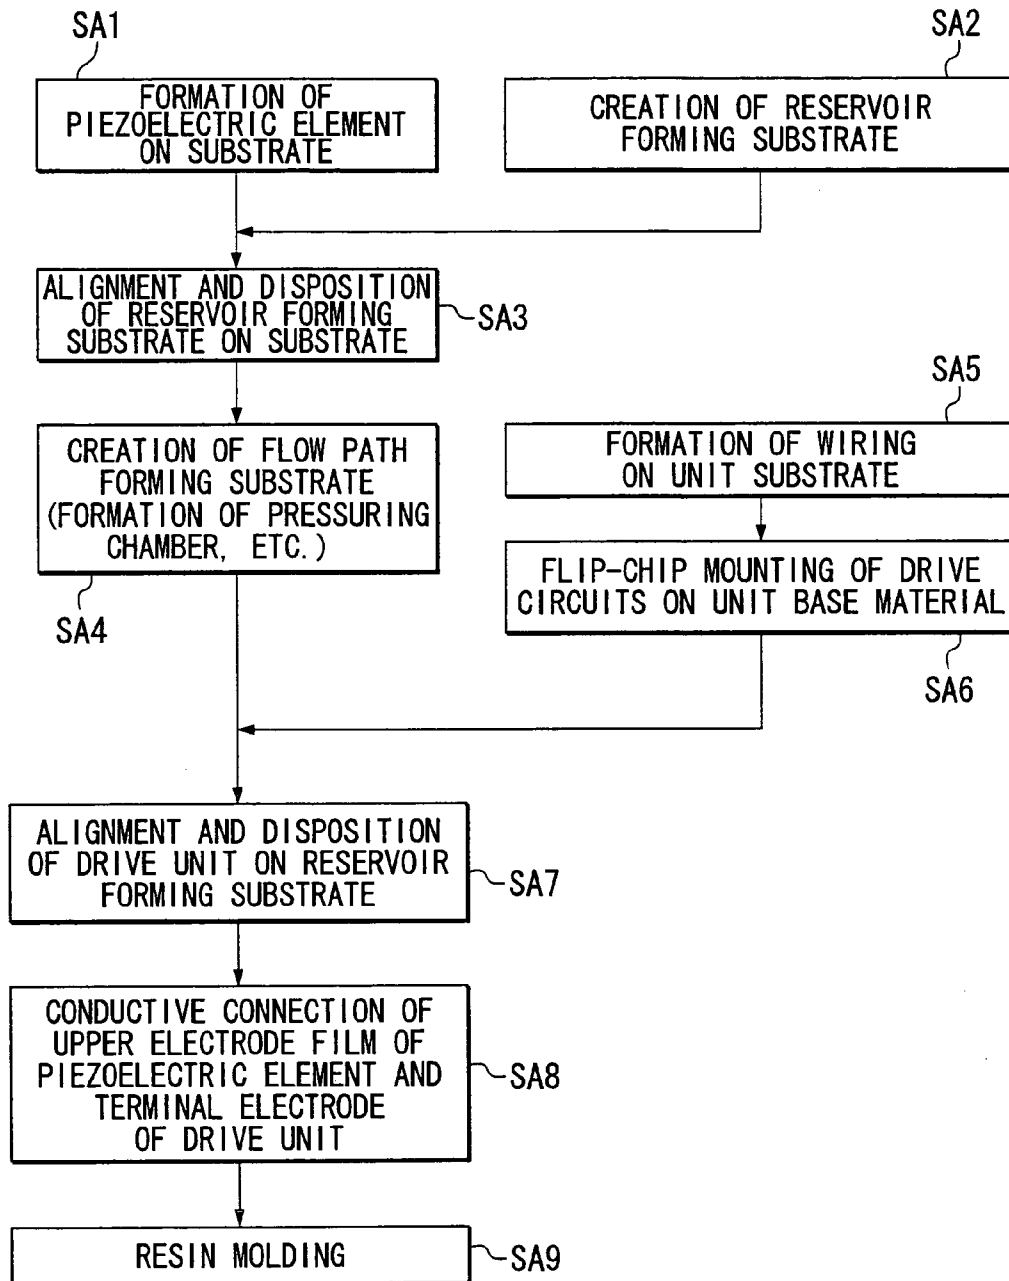 SA1
FORMATION OF
PIEZOELECTRIC ELEMENT
ON SUBSTRATE
SA2
CREATION OF RESERVOIR
FORMING SUBSTRATE
ALIGNMENT AND DISPOSITION
OF RESERVOIR FORMING
SUBSTRATE ON SUBSTRATE
SA3
CREATION OF FLOW PATH
FORMING SUBSTRATE
(FORMATION OF PRESSURING
CHAMBER, ETC.)
SA4
SA5
FORMATION OF WIRING
ON UNIT SUBSTRATE
FLIP-CHIP MOUNTING OF DRIVE
CIRCUITS ON UNIT BASE MATERIAL
SA6
ALIGNMENT AND DISPOSITION
OF DRIVE UNIT ON RESERVOIR
FORMING SUBSTRATE
SA7
CONDUCTIVE CONNECTION OF
UPPER ELECTRODE FILM OF
PIEZOELECTRIC ELEMENT AND
TERMINAL ELECTRODE
OF DRIVE UNIT
SA8
RESIN MOLDING
SA9